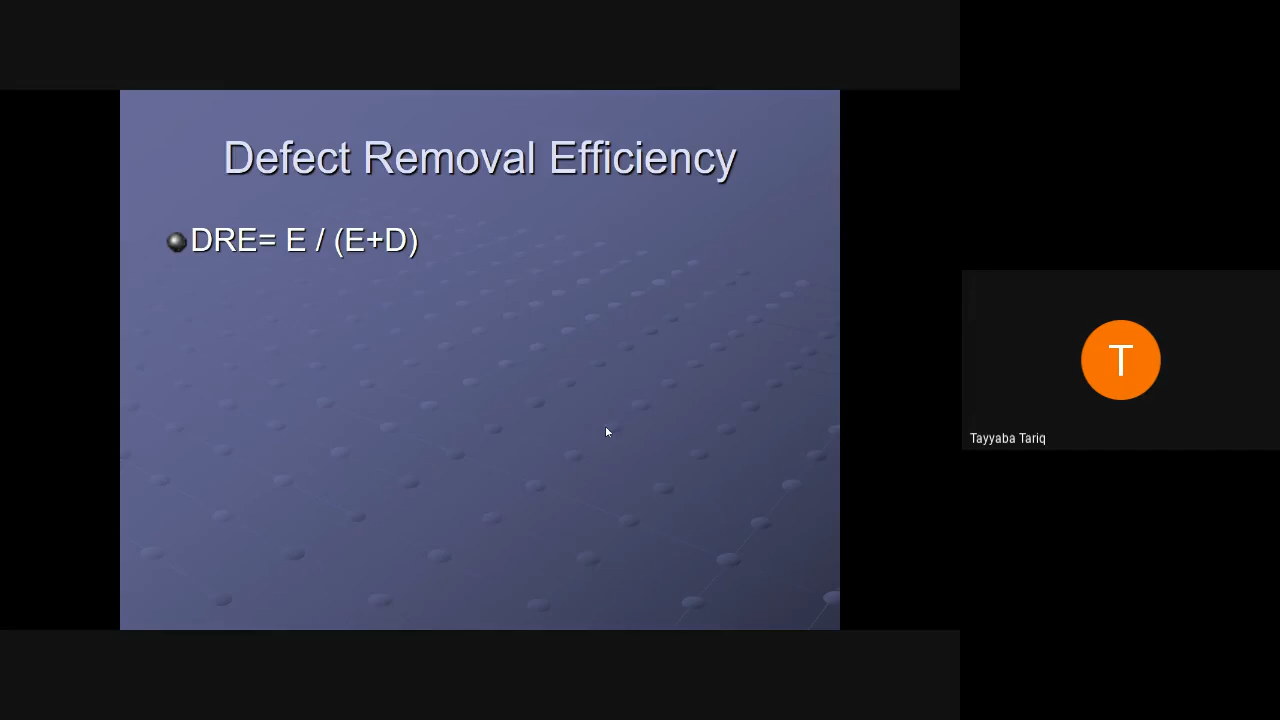 Defect Removal Efficiency
DRE= E / (E+D)
T
Tayyaba Tariq